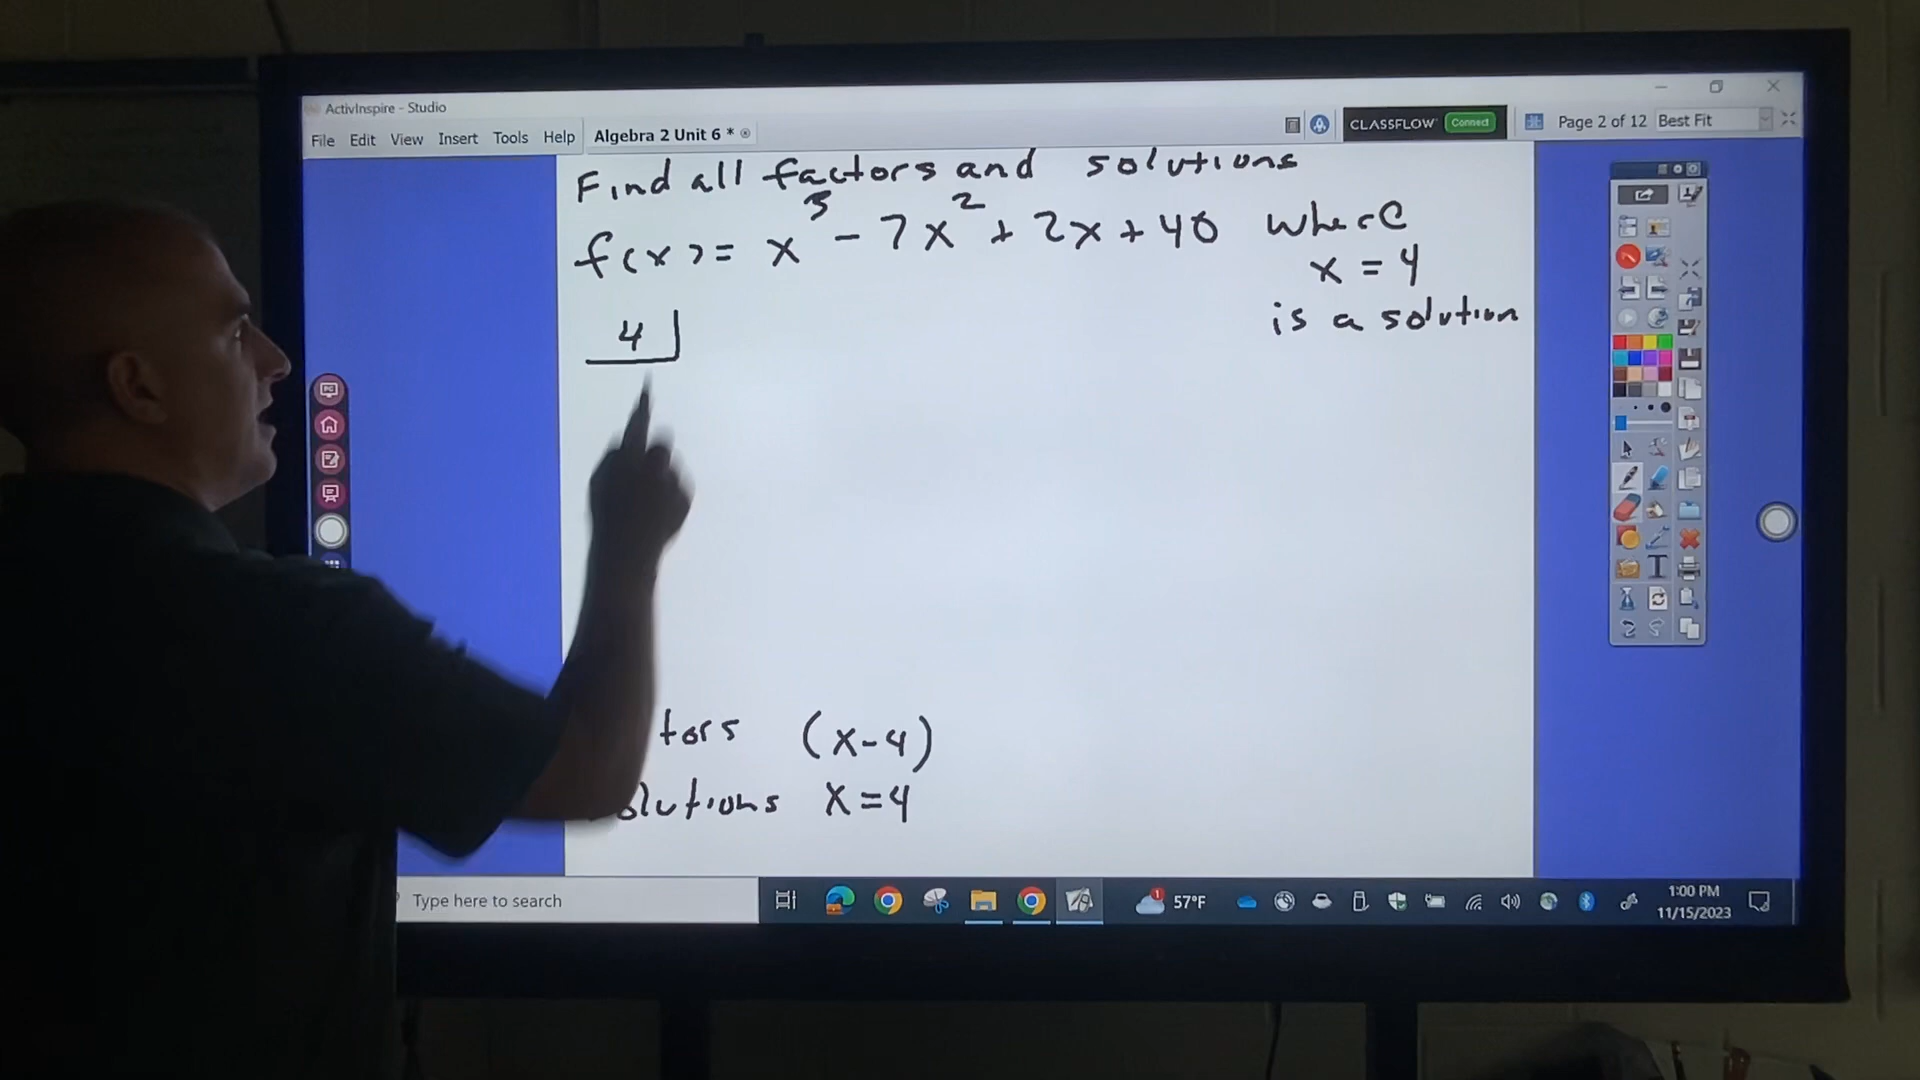 ActivInspire - Studio
File Edit View Insert Tools Help
Algebra 2 Unit 6 *
CLASSFLOW Connect
Page 2 of 12 Best Fit
Find all factors and solutions
f(x) = x³ - 7x² + 2x + 40 where
x = 4
is a solution
4
tors (x-4)
olutions x=4
Type here to search
1
57°F
1:00 PM
11/15/2023